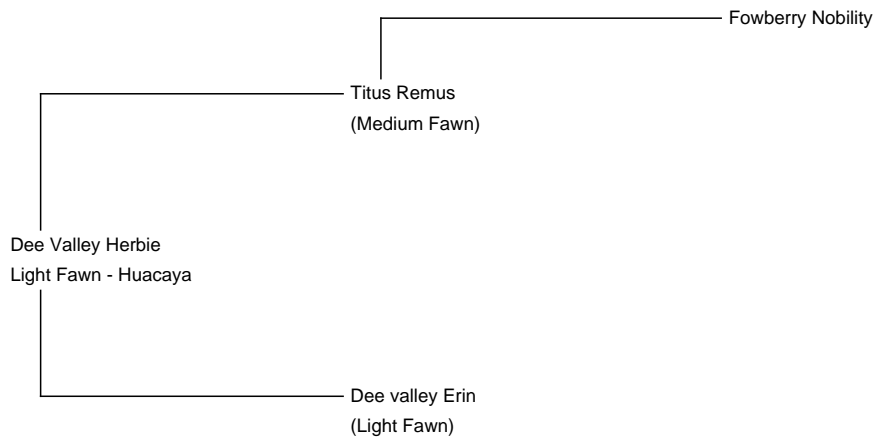 Fowberry Nobility
Titus Remus
(Medium Fawn)
Dee Valley Herbie
Light Fawn - Huacaya
Dee valley Erin
(Light Fawn)